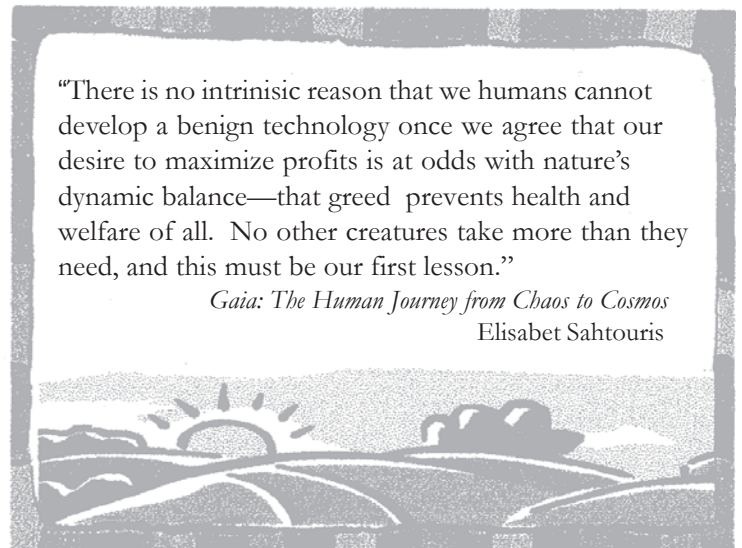 “There is no intrinisic reason that we humans cannot
develop a benign technology once we agree that our
desire to maximize profits is at odds with nature’s
dynamic balance—that greed prevents health and
welfare of all. No other creatures take more than they
need, and this must be our first lesson.”
Gaia: The Human Journey from Chaos to Cosmos
Elisabet Sahtouris